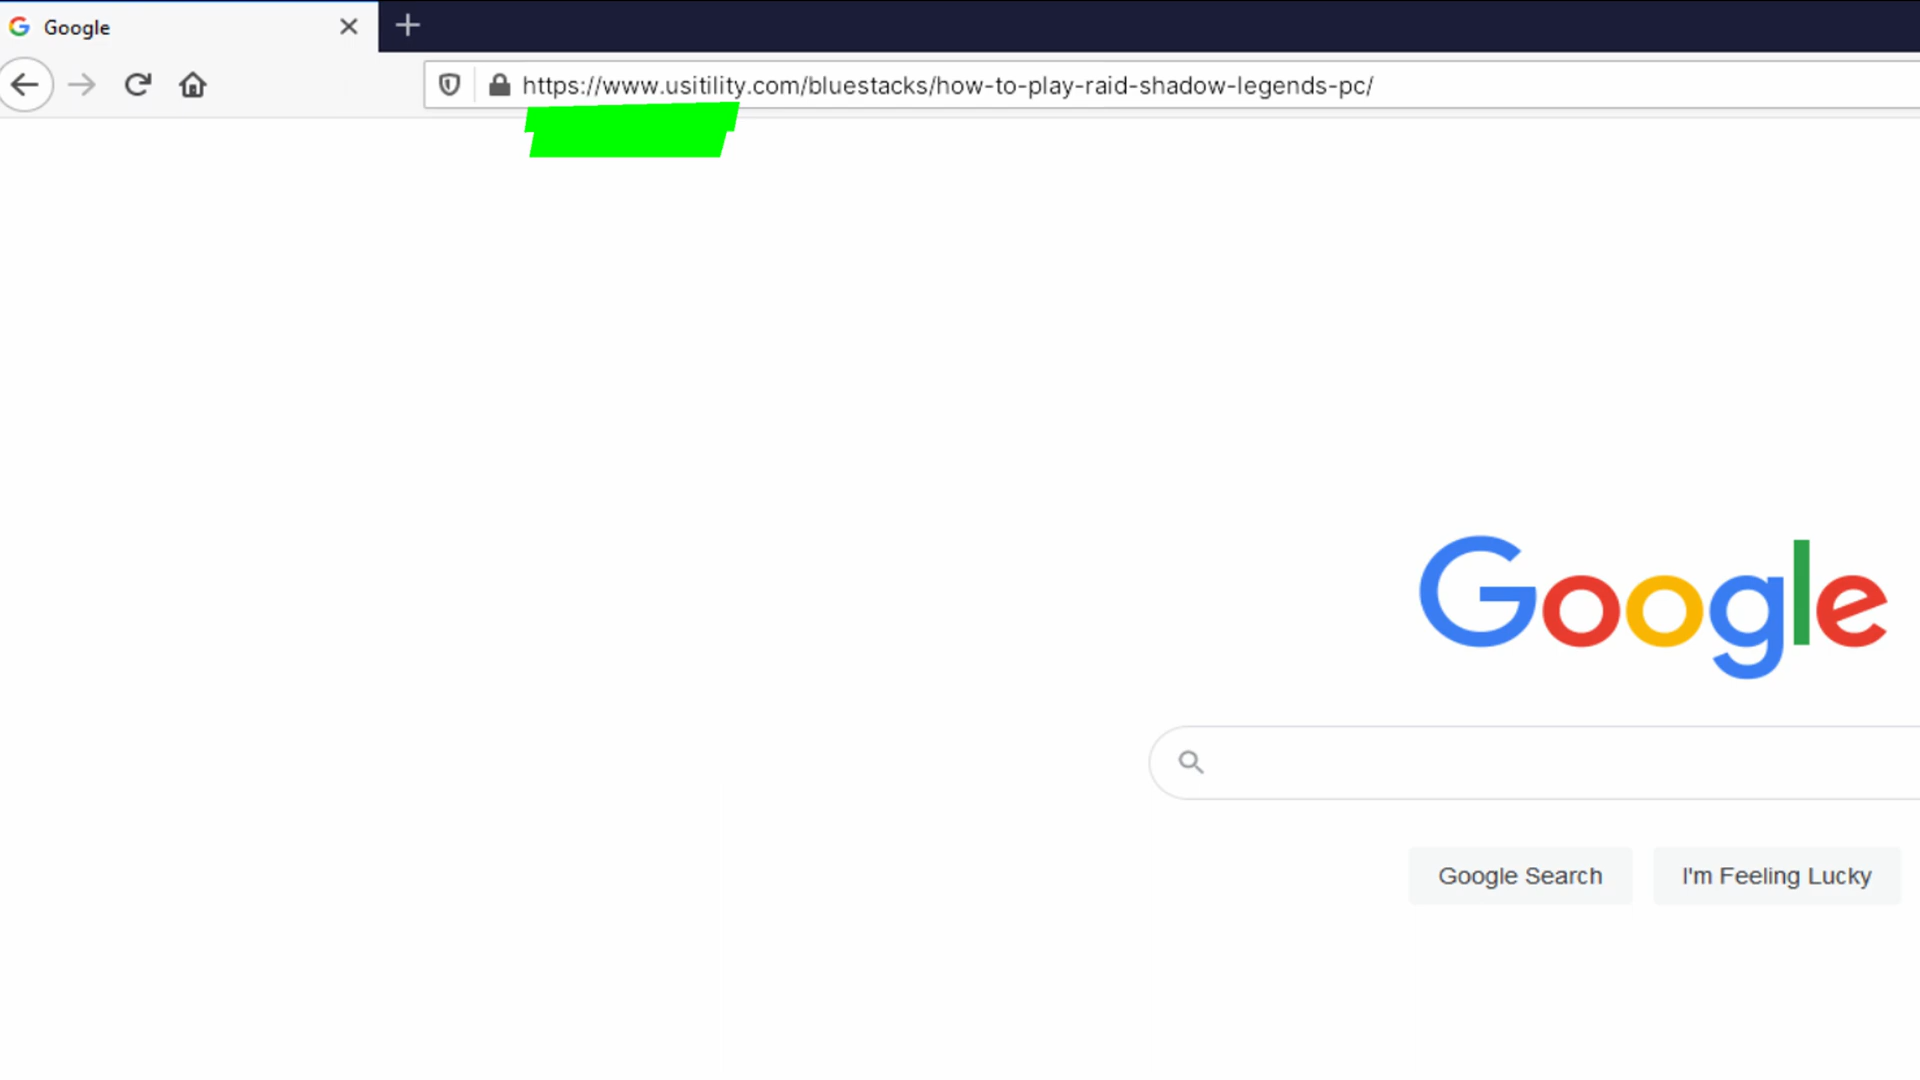 Google
https://www.usitility.com/bluestacks/how-to-play-raid-shadow-legends-pc/
Google
Google Search
I'm Feeling Lucky